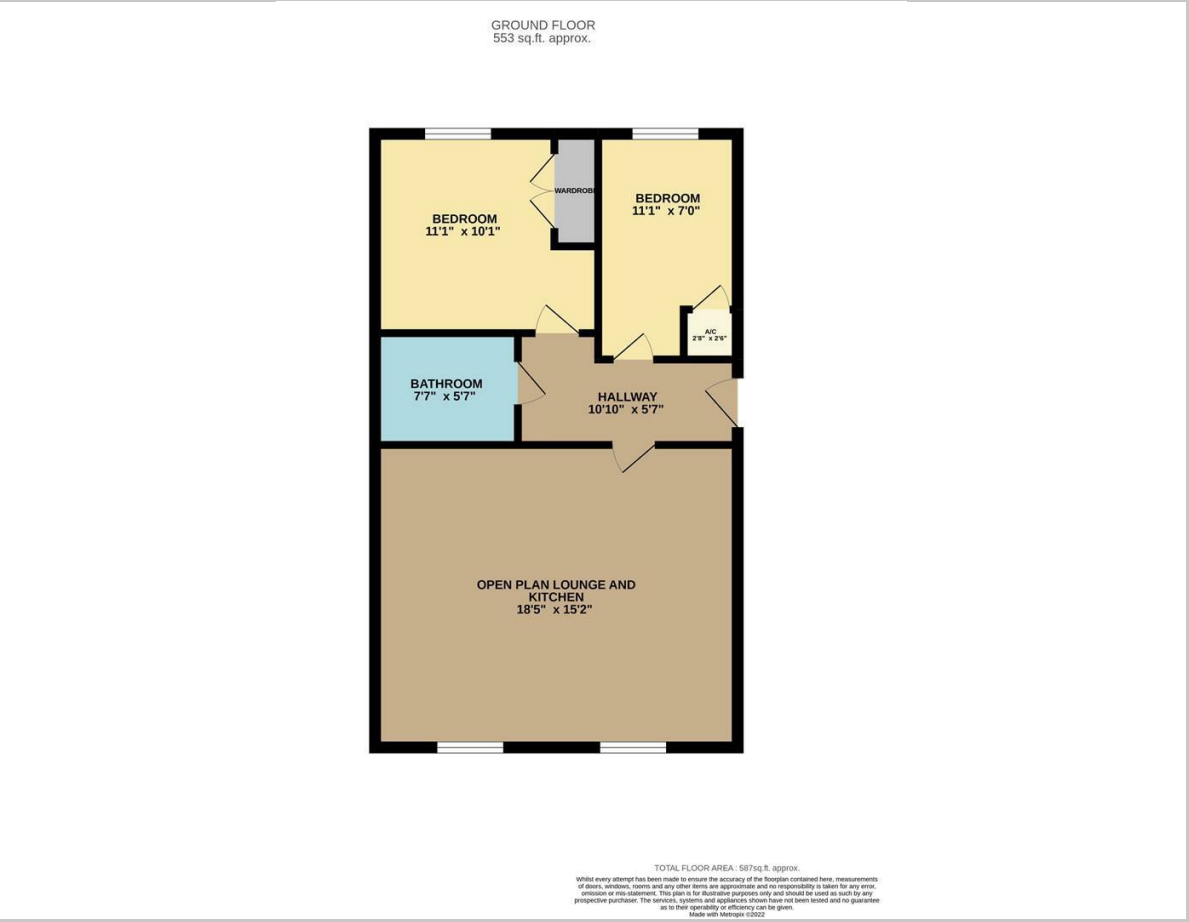 GROUND FLOOR
553 sq.ft. approx.
BEDROOM
11'1" x 10'1"
WARDROBE
BEDROOM
11'1" x 7'0"
A/C
2'8" x 2'6"
BATHROOM
7'7" x 5'7"
HALLWAY
10'10" x 5'7"
OPEN PLAN LOUNGE AND
KITCHEN
18'5" x 15'2"
TOTAL FLOOR AREA : 587sq.ft. approx.
Whilst every attempt has been made to ensure the accuracy of the floorplan contained here, measurements
of doors, windows, rooms and any other items are approximate and no responsibility is taken for any error,
omission or mis-statement. This plan is for illustrative purposes only and should be used as such by any
prospective purchaser. The services, systems and appliances shown have not been tested and no guarantee
as to their operability or efficiency can be given.
Made with Metropix ©2022